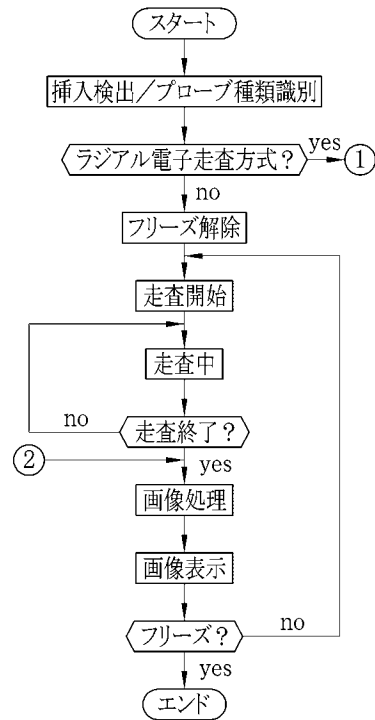 スタート
挿入検出／プローブ種類識別
ラジアル電子走査方式？
yes
①
no
フリーズ解除
走査開始
走査中
no
走査終了？
②
yes
画像処理
画像表示
フリーズ？
no
yes
エンド